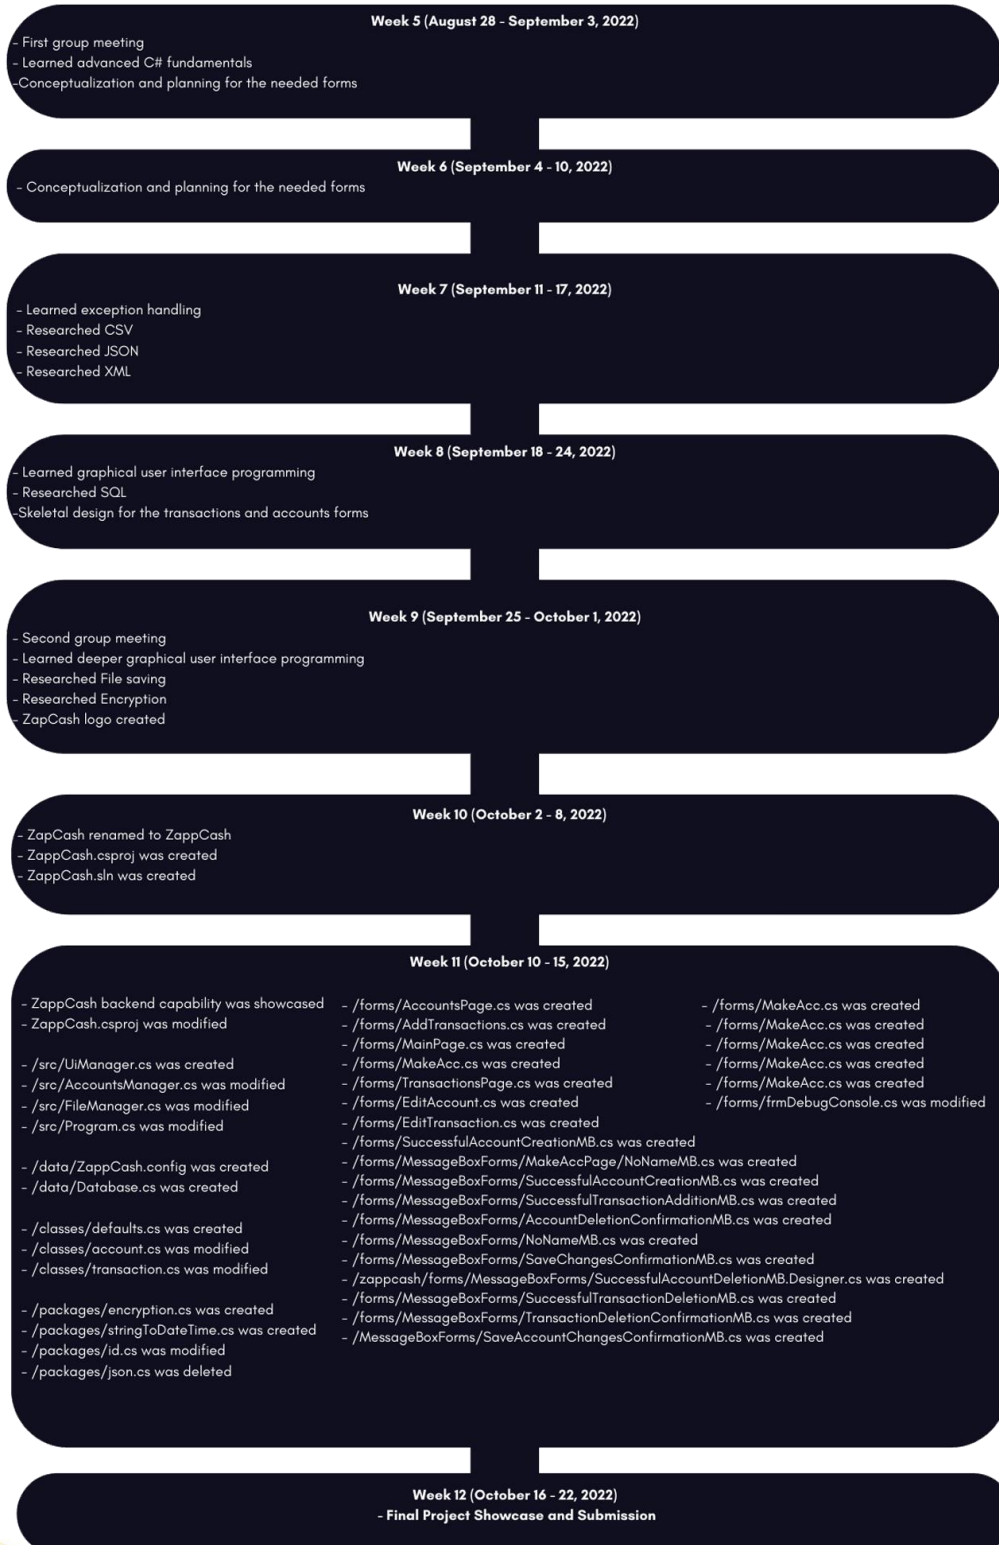 Week 5 (August 28 - September 3, 2022)
- First group meeting
- Learned advanced C# fundamentals
-Conceptualization and planning for the needed forms
Week 6 (September 4 - 10, 2022)
- Conceptualization and planning for the needed forms
Week 7 (September 11 - 17, 2022)
- Learned exception handling
- Researched CSV
- Researched JSON
- Researched XML
Week 8 (September 18 - 24, 2022)
- Learned graphical user interface programming
- Researched SQL
-Skeletal design for the transactions and accounts forms
Week 9 (September 25 - October 1, 2022)
- Second group meeting
- Learned deeper graphical user interface programming
- Researched File saving
- Researched Encryption
- ZapCash logo created
Week 10 (October 2 - 8, 2022)
- ZapCash renamed to ZappCash
- ZappCash.csproj was created
- ZappCash.sln was created
Week 11 (October 10 - 15, 2022)
- ZappCash backend capability was showcased
- ZappCash.csproj was modified
- /src/UiManager.cs was created
- /src/AccountsManager.cs was modified
- /src/FileManager.cs was modified
- /src/Program.cs was modified
- /data/ZappCash.config was created
- /data/Database.cs was created
- /classes/defaults.cs was created
- /classes/account.cs was modified
- /classes/transaction.cs was modified
- /packages/encryption.cs was created
- /packages/stringToDateTime.cs was created
- /packages/id.cs was modified
- /packages/json.cs was deleted
- /forms/AccountsPage.cs was created
- /forms/AddTransactions.cs was created
- /forms/MainPage.cs was created
- /forms/MakeAcc.cs was created
- /forms/TransactionsPage.cs was created
- /forms/EditAccount.cs was created
- /forms/EditTransaction.cs was created
- /forms/SuccessfulAccountCreationMB.cs was created
- /forms/MessageBoxForms/MakeAccPage/NoNameMB.cs was created
- /forms/MessageBoxForms/SuccessfulAccountCreationMB.cs was created
- /forms/MessageBoxForms/SuccessfulTransactionAdditionMB.cs was created
- /forms/MessageBoxForms/AccountDeletionConfirmationMB.cs was created
- /forms/MessageBoxForms/NoNameMB.cs was created
- /forms/MessageBoxForms/SaveChangesConfirmationMB.cs was created
- /zappcash/forms/MessageBoxForms/SuccessfulAccountDeletionMB.Designer.cs was created
- /forms/MessageBoxForms/SuccessfulTransactionDeletionMB.cs was created
- /forms/MessageBoxForms/TransactionDeletionConfirmationMB.cs was created
- /MessageBoxForms/SaveAccountChangesConfirmationMB.cs was created
- /forms/MakeAcc.cs was created
- /forms/MakeAcc.cs was created
- /forms/MakeAcc.cs was created
- /forms/MakeAcc.cs was created
- /forms/MakeAcc.cs was created
- /forms/frmDebugConsole.cs was modified
Week 12 (October 16 - 22, 2022)
- Final Project Showcase and Submission